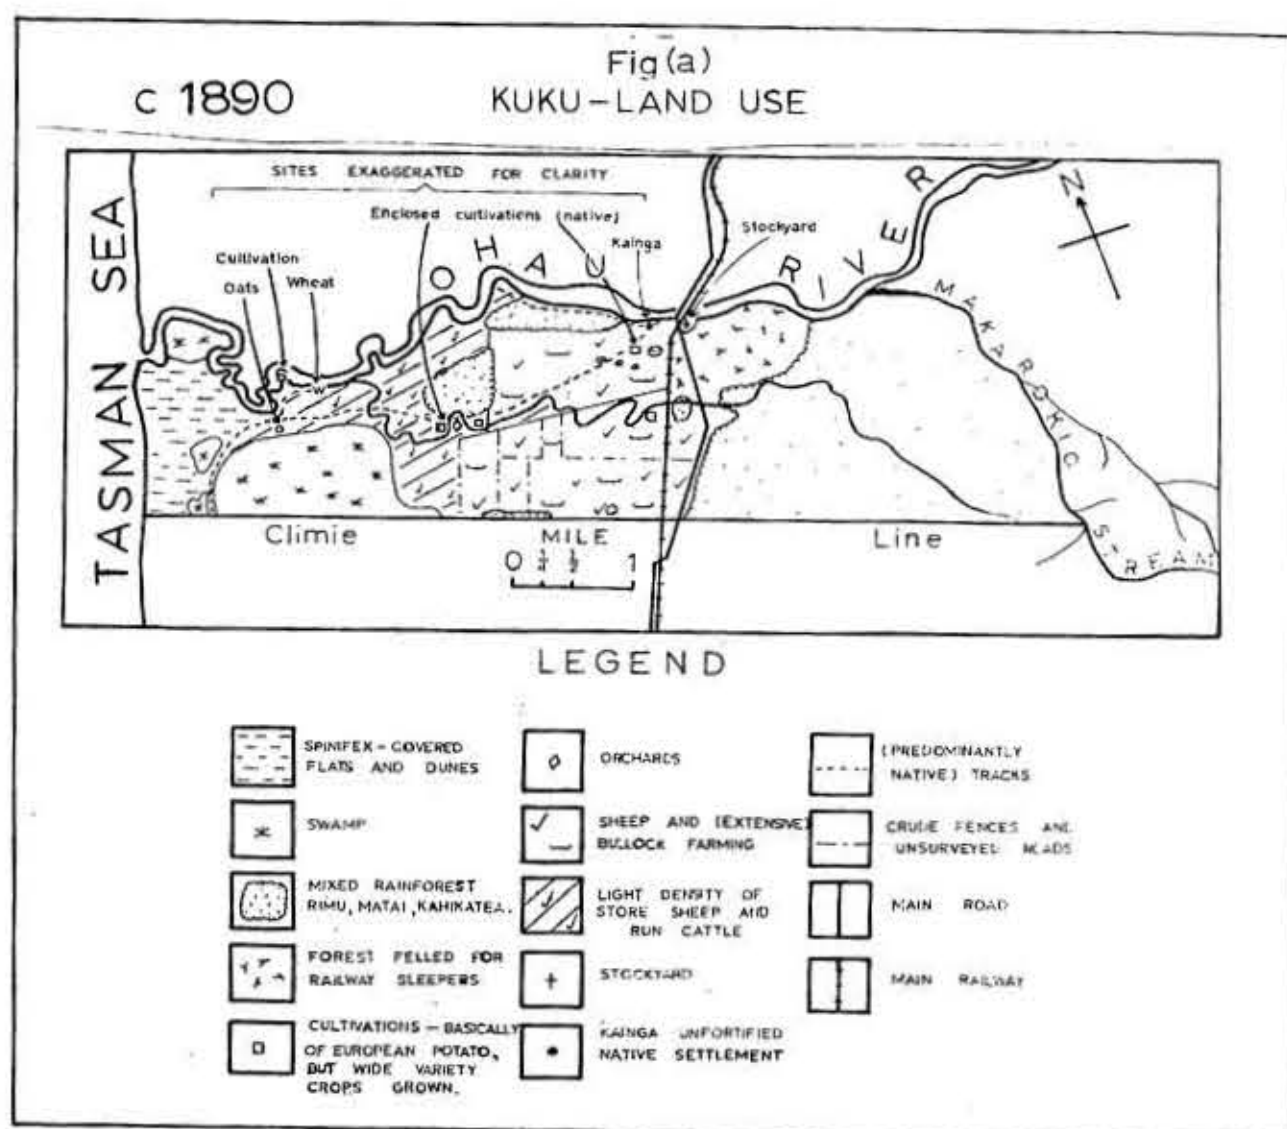 Fig (a)
C 1890
KUKU-LAND USE
SITES EXAGGERATED FOR CLARITY
Enclosed cultivations (native)
Kainga
Stockyard
Cultivation
Oats
Wheat
W
TASMAN SEA
OHAU RIVER
N
MAKAROKIO STREAM
Climie
Line
MILE
0 1/4 1/2 1
LEGEND
SPINIFEX - COVERED
FLATS AND DUNES
SWAMP
MIXED RAINFOREST
RIMU, MATAI, KAHIKATEA.
FOREST FELLED FOR
RAILWAY SLEEPERS
CULTIVATIONS - BASICALLY
OF EUROPEAN POTATO,
BUT WIDE VARIETY
CROPS GROWN.
ORCHARDS
SHEEP AND (EXTENSIVE)
BULLOCK FARMING
LIGHT DENSITY OF
STORE SHEEP AND
RUN CATTLE
STOCKYARD
KAINGA UNFORTIFIED
NATIVE SETTLEMENT
(PREDOMINANTLY
NATIVE) TRACKS
CRUDE FENCES AND
UNSURVEYED ROADS
MAIN ROAD
MAIN RAILWAY